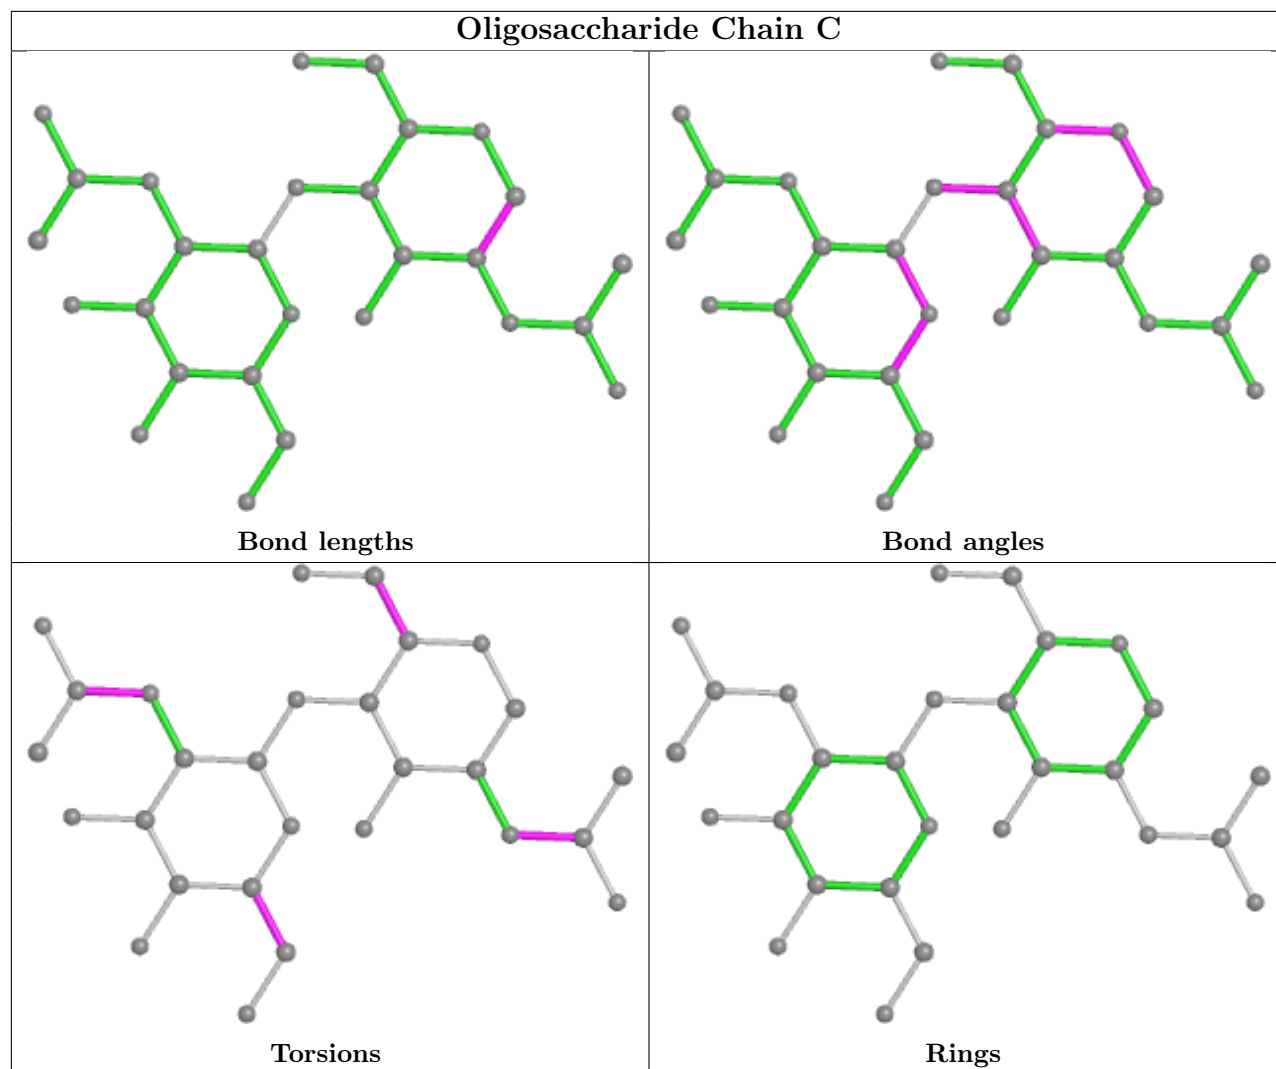 Oligosaccharide Chain C
Bond lengths
Bond angles
Torsions
Rings